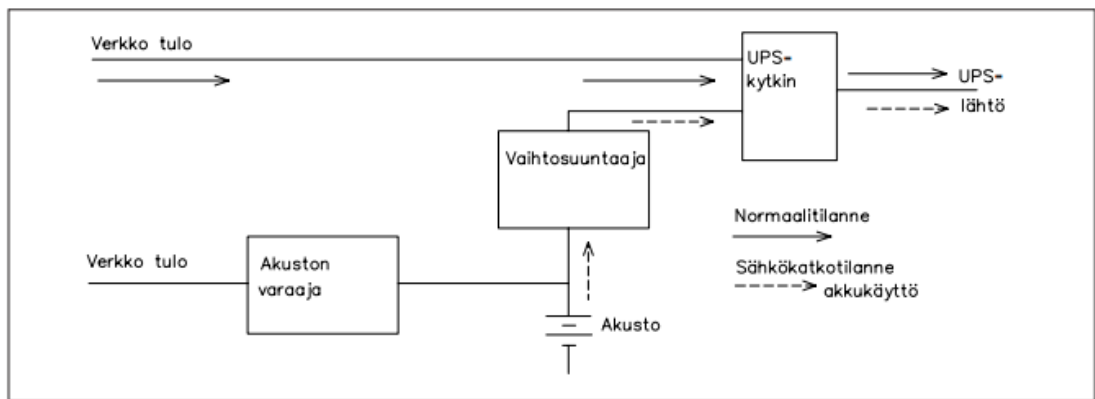 Verkko tulo
UPS-
kytkin
UPS-
lähtö
Vaihtosuuntaaja
Normaalitilanne
Verkko tulo
Akuston
varaaja
Sähkökatkotilanne
akkukäyttö
Akusto